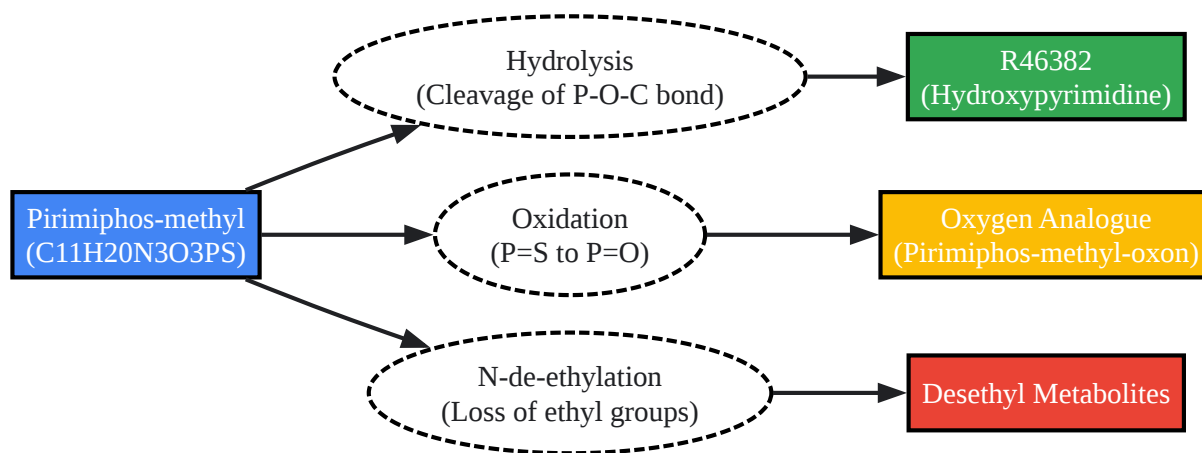 Hydrolysis
(Cleavage of P-O-C bond)
R46382
(Hydroxypyrimidine)
Pirimiphos-methyl
(C11H20N3O3PS)
Oxidation
(P=S to P=O)
Oxygen Analogue
(Pirimiphos-methyl-oxon)
N-de-ethylation
(Loss of ethyl groups)
Desethyl Metabolites